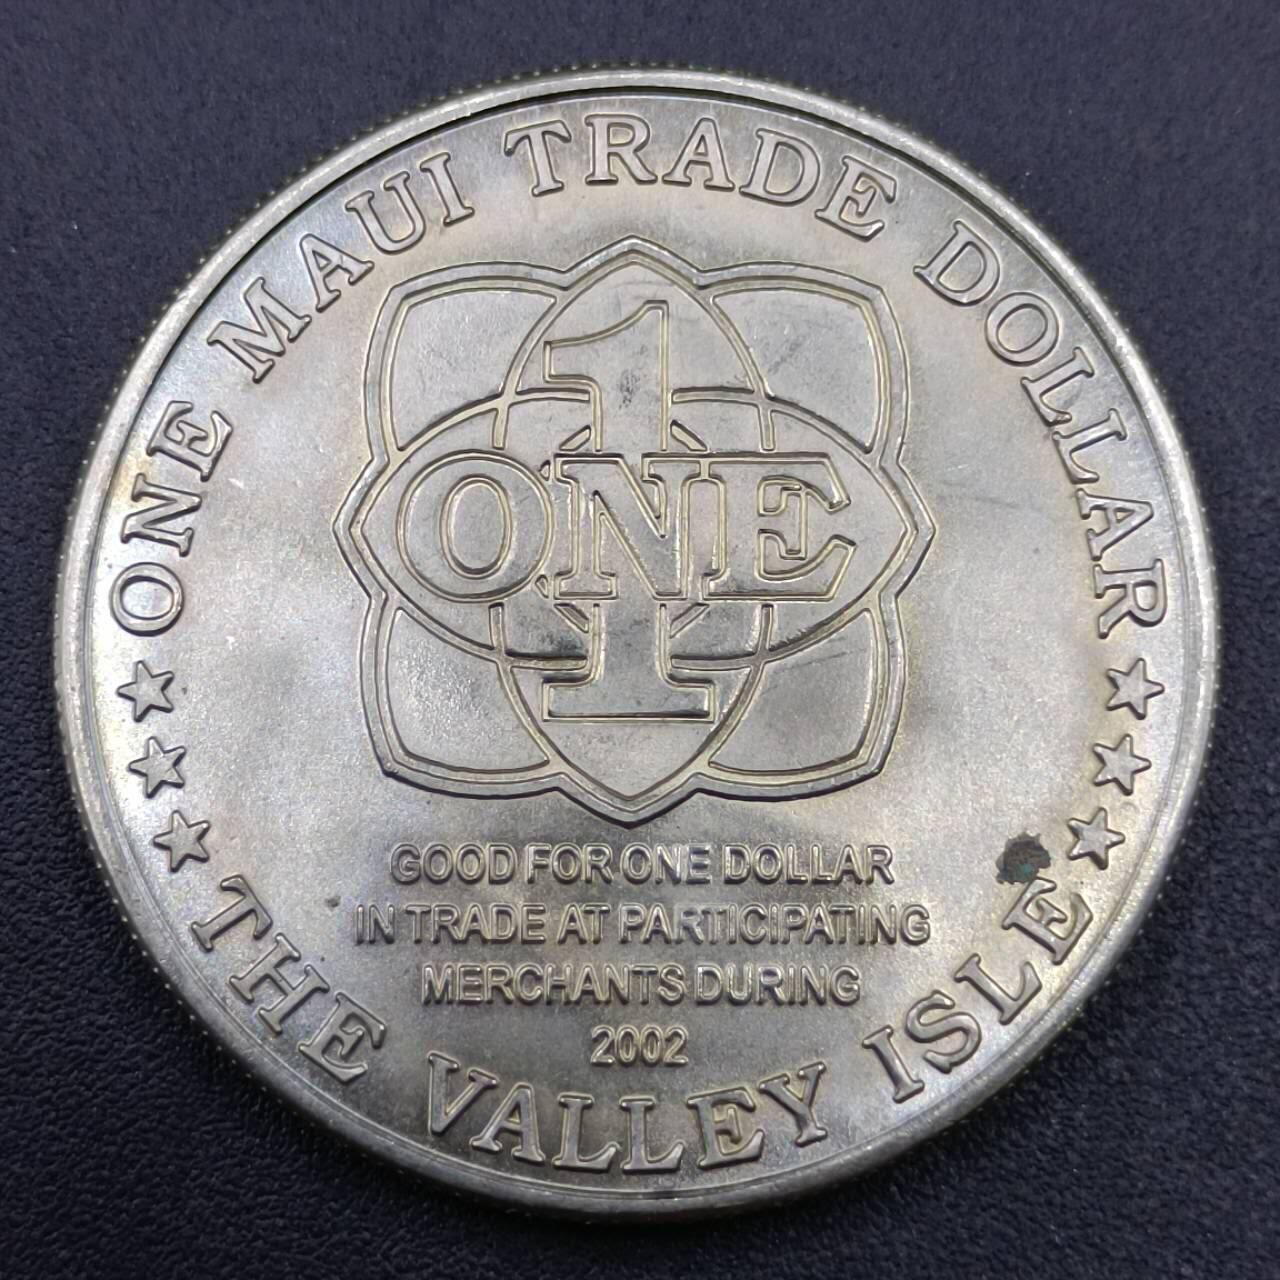 ONE MAUI TRADE DOLLAR
1
ONE
GOOD FOR ONE DOLLAR
IN TRADE AT PARTICIPATING
MERCHANTS DURING
2002
THE VALLEY ISLE